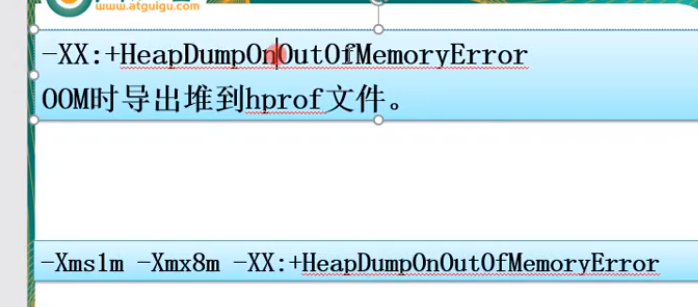 www.atguigu.com
-XX:+HeapDumpOnOutOfMemoryError
OOM时导出堆到hprof文件。
-Xms1m -Xmx8m -XX:+HeapDumpOnOutOfMemoryError